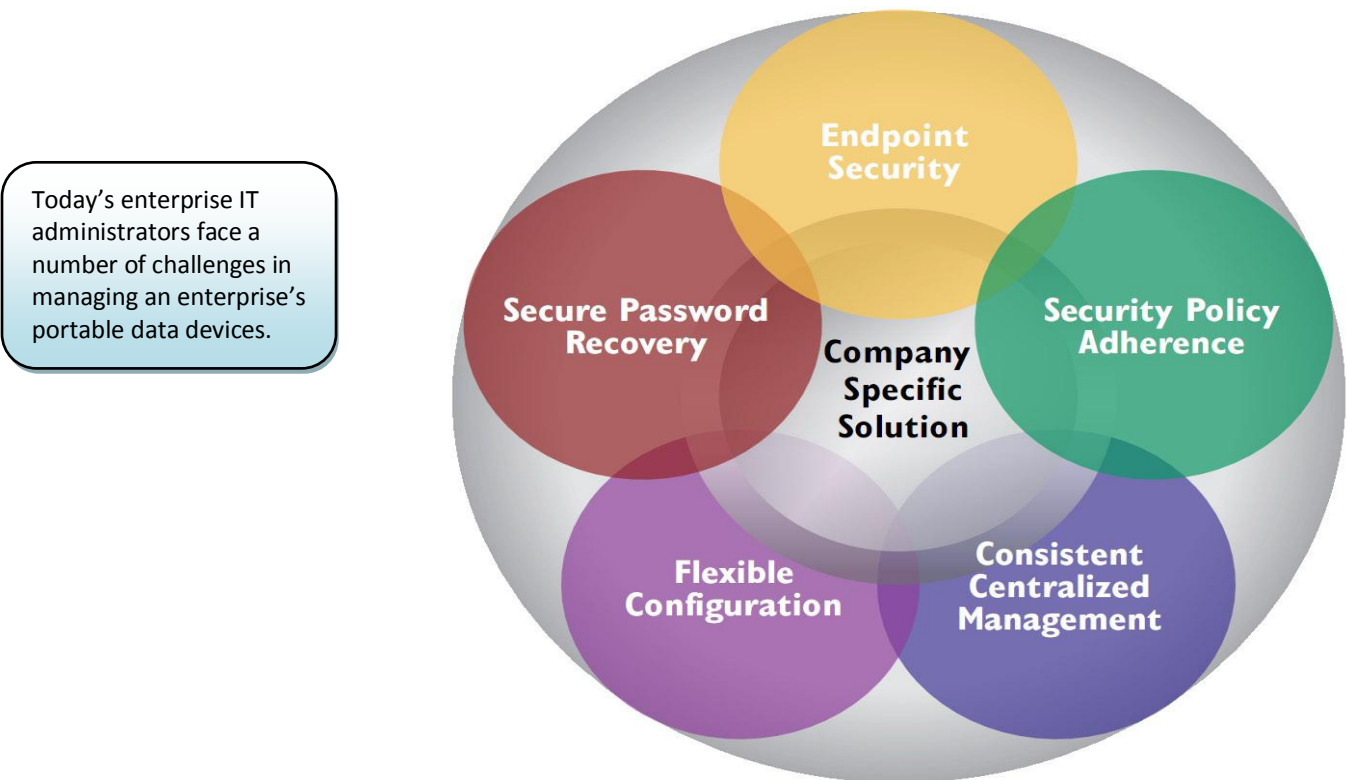 Today’s enterprise IT
administrators face a
number of challenges in
managing an enterprise’s
portable data devices.
Endpoint
Security
Secure Password
Recovery
Security Policy
Adherence
Company
Specific
Solution
Flexible
Configuration
Consistent
Centralized
Management